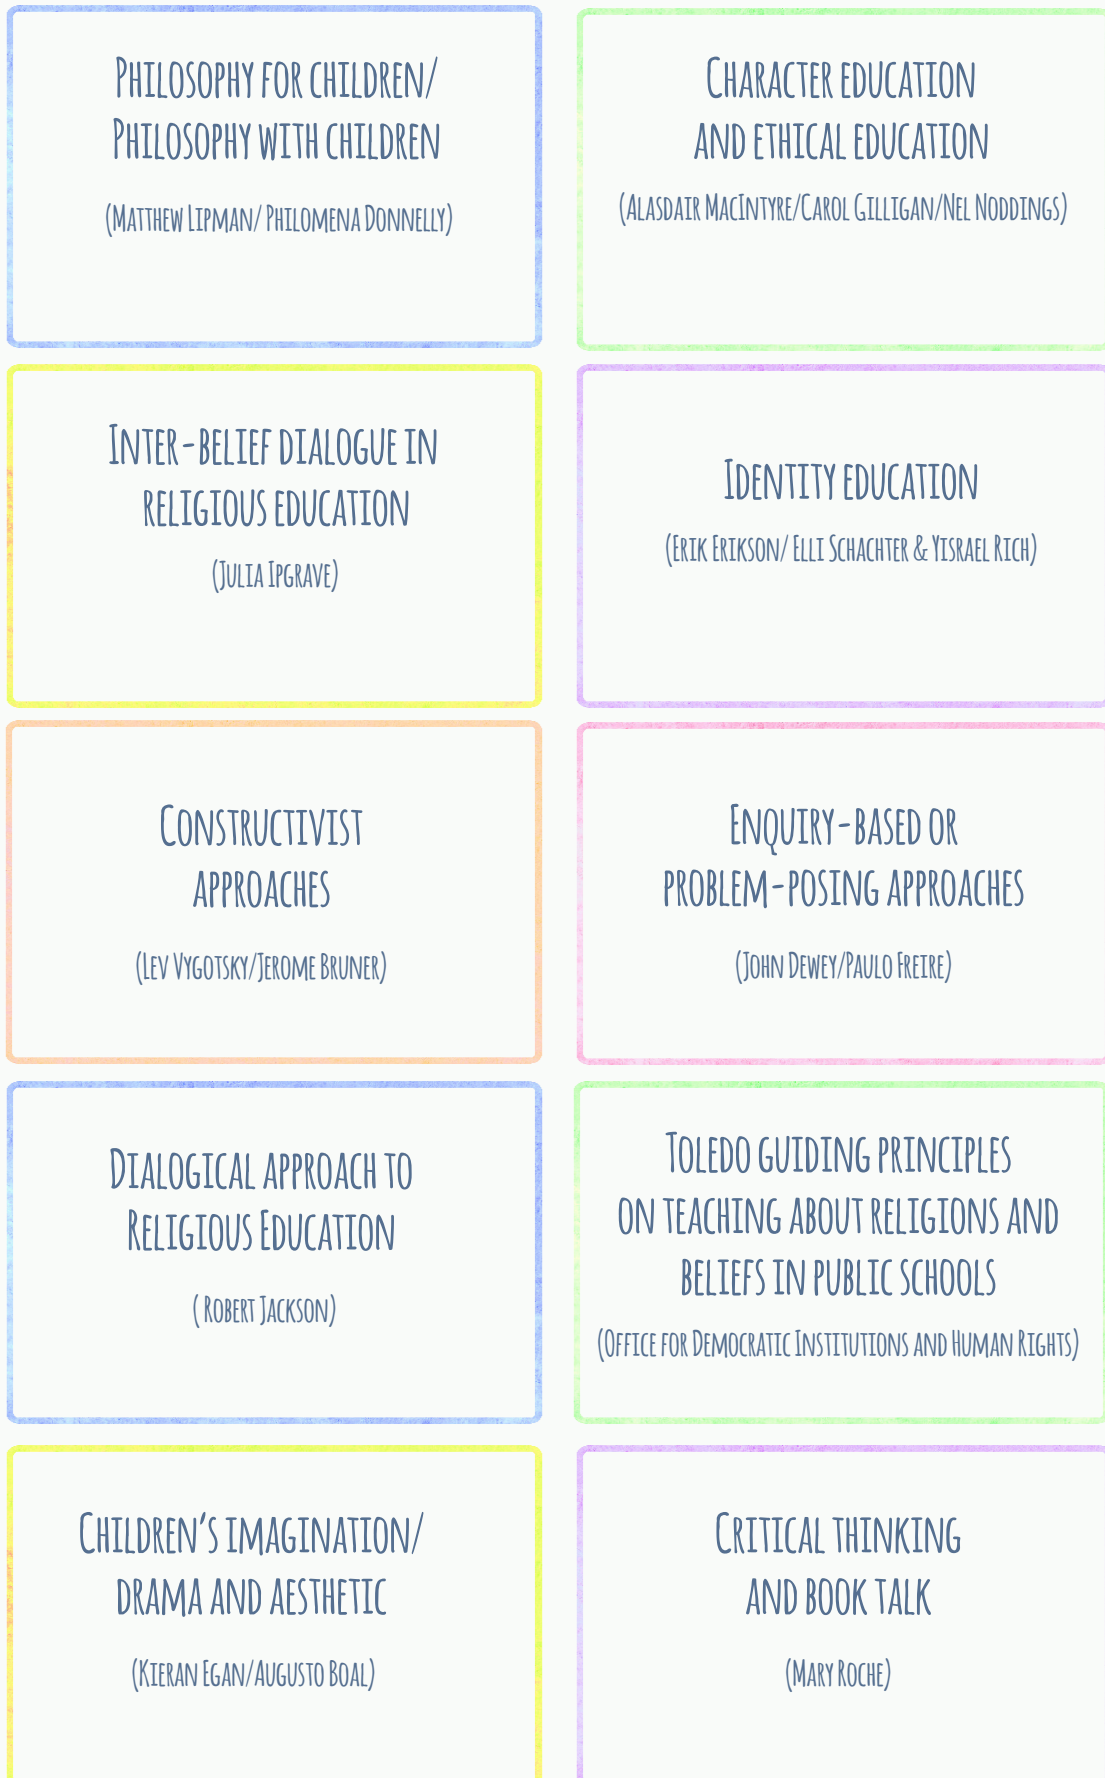 Philosophy for children/
Philosophy with children
(Matthew Lipman/ Philomena Donnelly)
Character education
and ethical education
(Alasdair MacIntyre/Carol Gilligan/Nel Noddings)
Inter-belief dialogue in
religious education
(Julia Ipgrave)
Identity education
(Erik Erikson/ Elli Schachter & Yisrael Rich)
Constructivist
approaches
(Lev Vygotsky/Jerome Bruner)
Enquiry-based or
problem-posing approaches
(John Dewey/Paulo Freire)
Dialogical approach to
Religious Education
( Robert Jackson)
Toledo guiding principles
on teaching about religions and
beliefs in public schools
(Office for Democratic Institutions and Human Rights)
Children's imagination/
drama and aesthetic
(Kieran Egan/Augusto Boal)
Critical thinking
and book talk
(Mary Roche)